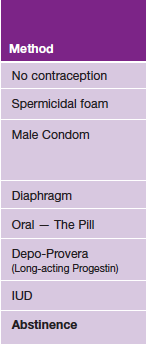 Method
No contraception
Spermicidal foam
Male Condom
Diaphragm
Oral — The Pill
Depo-Provera
(Long-acting Progestin)
IUD
Abstinence